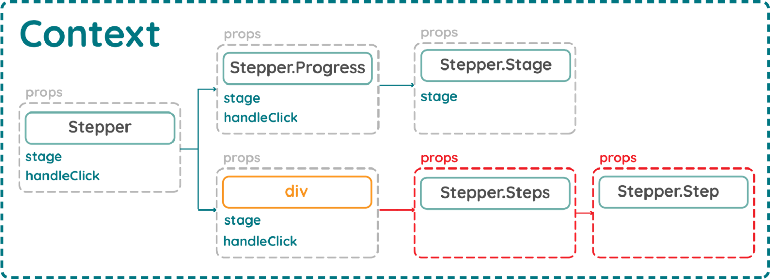 Context
props
Stepper
stage
handleClick
props
Stepper.Progress
stage
handleClick
props
Stepper.Stage
stage
props
div
stage
handleClick
props
Stepper.Steps
props
Stepper.Step